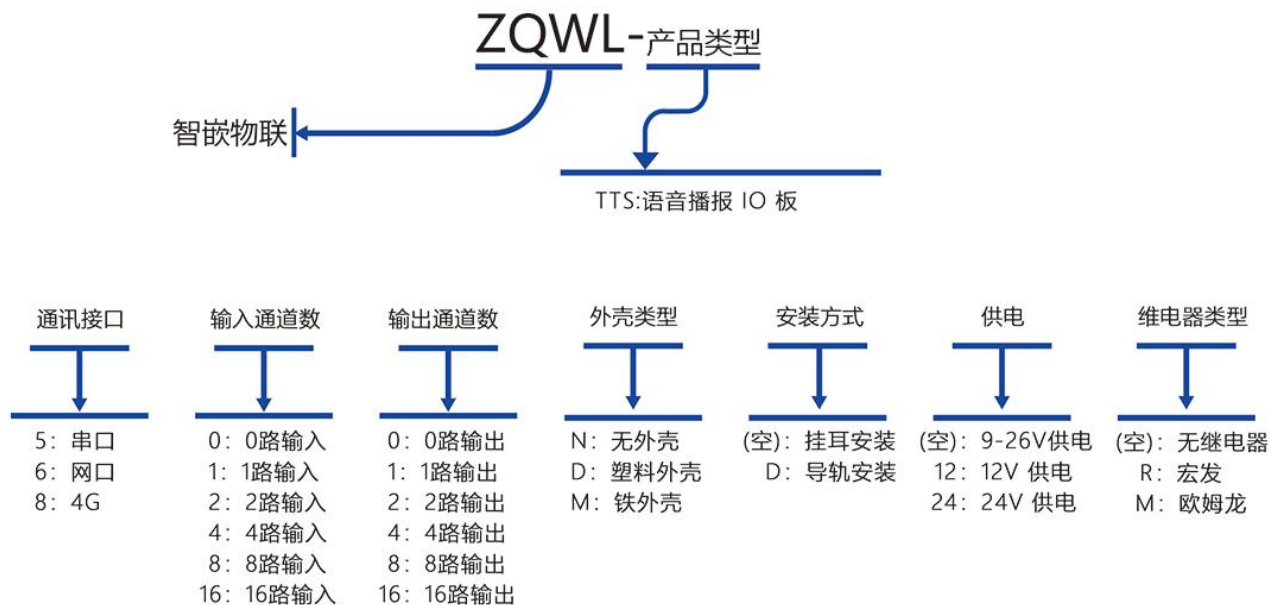 ZQWL-产品类型
智嵌物联
TTS:语音播报 IO 板
通讯接口 输入通道数 输出通道数 外壳类型 安装方式 供电 维电器类型
5：串口 0：0路输入 0：0路输出 N：无外壳 (空)：挂耳安装 (空)：9-26V供电 (空)：无继电器
6：网口 1：1路输入 1：1路输出 D：塑料外壳 D：导轨安装 12：12V 供电 R：宏发
8：4G 2：2路输入 2：2路输出 M：铁外壳 24：24V 供电 M：欧姆龙
4：4路输入 4：4路输出
8：8路输入 8：8路输出
16：16路输入 16：16路输出